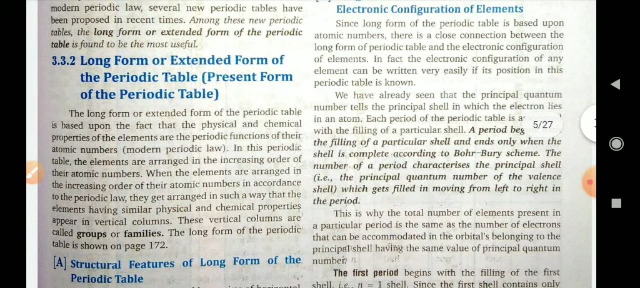 modern periodic law, several new periodic tables have
been proposed in recent times. Among these new periodic
tables, the long form or extended form of the periodic
table is found to be the most useful.
3.3.2 Long Form or Extended Form of
the Periodic Table (Present Form
of the Periodic Table)
The long form or extended form of the periodic table
is based upon the fact that the physical and chemical
properties of the elements are the periodic functions of their
atomic numbers (modern periodic law). In this periodic
table, the elements are arranged in the increasing order of
their atomic numbers. When the elements are arranged in
the increasing order of their atomic numbers in accordance
to the periodic law, they get arranged in such a way that the
elements having similar physical and chemical properties
appear in vertical columns. These vertical columns are
called groups or families. The long form of the periodic
table is shown on page 172.
[A] Structural Features of Long Form of the
Periodic Table
Electronic Configuration of Elements
Since long form of the periodic table is based upon
atomic numbers, there is a close connection between the
long form of periodic table and the electronic configuration
of elements. In fact the electronic configuration of any
element can be written very easily if its position in this
periodic table is known.
We have already seen that the principal quantum
number tells the principal shell in which the electron lies
in an atom. Each period of the periodic table is
5/27
with the filling of a particular shell. A period
the filling of a particular shell and ends only when the
shell is complete according to Bohr-Bury scheme. The
number of a period characterises the principal shell
(i.e., the principal quantum number of the valence
shell) which gets filled in moving from left to right in
the period.
This is why the total number of elements present in
a particular period is the same as the number of electrons
that can be accommodated in the orbital's belonging to the
principal shell having the same value of principal quantum
number
The first period begins with the filling of the first
shell, i.e., n = 1 shell. Since the first shell contains only